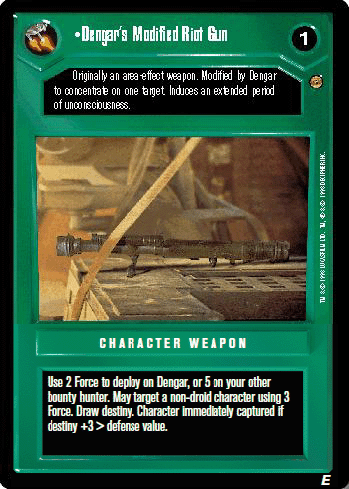 •Dengar's Modified Riot Gun
1
Originally an area-effect weapon. Modified by Dengar
to concentrate on one target. Induces an extended period
of unconsciousness.
CHARACTER WEAPON
Use 2 Force to deploy on Dengar, or 5 on your other
bounty hunter. May target a non-droid character using 3
Force. Draw destiny. Character immediately captured if
destiny +3 > defense value.
E